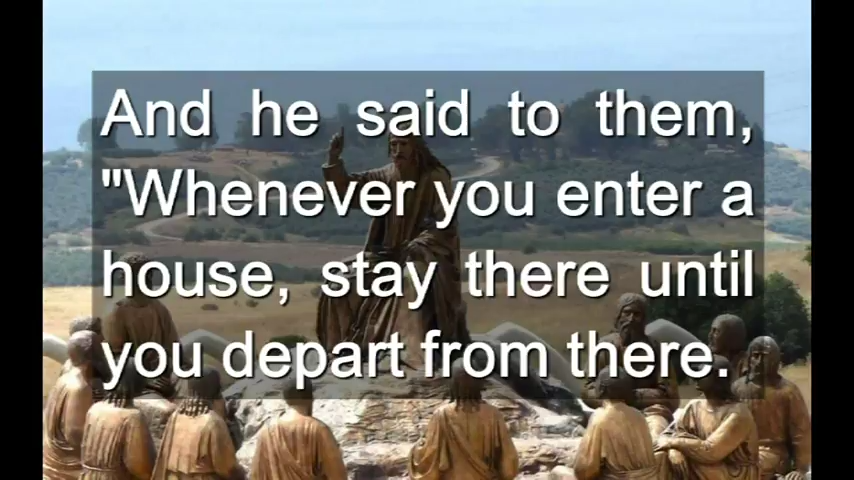 And he said to them,
"Whenever you enter a
house, stay there until
you depart from there.